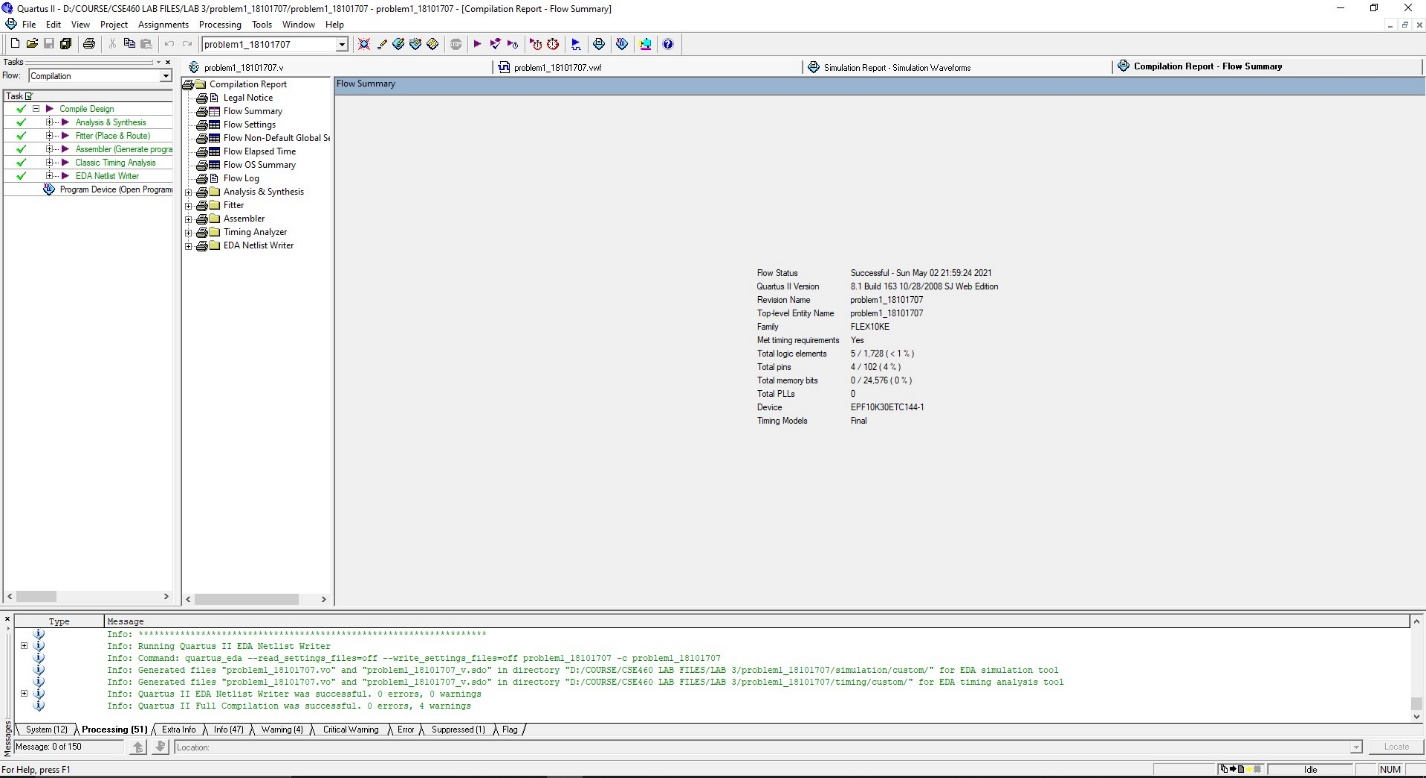 Quartus II - D:/COURSE/CSE460 LAB FILES/LAB 3/problem1_18101707/problem1_18101707 - problem1_18101707 - [Compilation Report - Flow Summary]
File Edit View Project Assignments Processing Tools Window Help
problem1_18101707
Tasks
Flow: Compilation
Task
Compile Design
Analysis & Synthesis
Fitter (Place & Route)
Assembler (Generate progra
Classic Timing Analysis
EDA Netlist Writer
Program Device (Open Program
problem1_18101707.v
problem1_18101707.vwf
Simulation Report - Simulation Waveforms
Compilation Report - Flow Summary
Compilation Report
Legal Notice
Flow Summary
Flow Settings
Flow Non-Default Global Se
Flow Elapsed Time
Flow OS Summary
Flow Log
Analysis & Synthesis
Fitter
Assembler
Timing Analyzer
EDA Netlist Writer
Flow Summary
Flow Status Successful - Sun May 02 21:59:24 2021
Quartus II Version 8.1 Build 163 10/28/2008 SJ Web Edition
Revision Name problem1_18101707
Top-level Entity Name problem1_18101707
Family FLEX10KE
Met timing requirements Yes
Total logic elements 5 / 1,728 ( < 1 % )
Total pins 4 / 102 ( 4 % )
Total memory bits 0 / 24,576 ( 0 % )
Total PLLs 0
Device EPF10K30ETC144-1
Timing Models Final
Type Message
Info: *******************************************************************
Info: Running Quartus II EDA Netlist Writer
Info: Command: quartus_eda --read_settings_files=off --write_settings_files=off problem1_18101707 -c problem1_18101707
Info: Generated files "problem1_18101707.vo" and "problem1_18101707_v.sdo" in directory "D:/COURSE/CSE460 LAB FILES/LAB 3/problem1_18101707/simulation/custom/" for EDA simulation tool
Info: Generated files "problem1_18101707.vo" and "problem1_18101707_v.sdo" in directory "D:/COURSE/CSE460 LAB FILES/LAB 3/problem1_18101707/timing/custom/" for EDA timing analysis tool
Info: Quartus II EDA Netlist Writer was successful. 0 errors, 0 warnings
Info: Quartus II Full Compilation was successful. 0 errors, 4 warnings
System (12) Processing (51) Extra Info Info (47) Warning (4) Critical Warning Error Suppressed (1) Flag
Messages
Message: 0 of 150 Location: Locate
For Help, press F1 Idle NUM